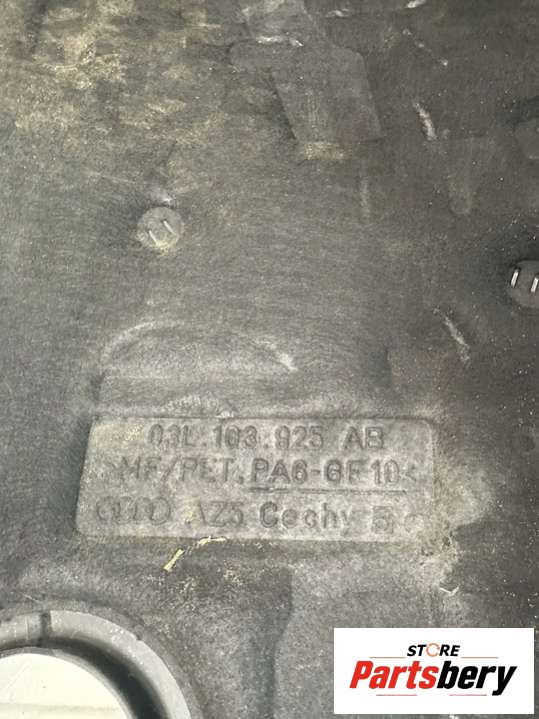 03L.103.925 AB
>MF/PET.PA6-GF10<
AZ5 Cechy
STORE
Partsbery